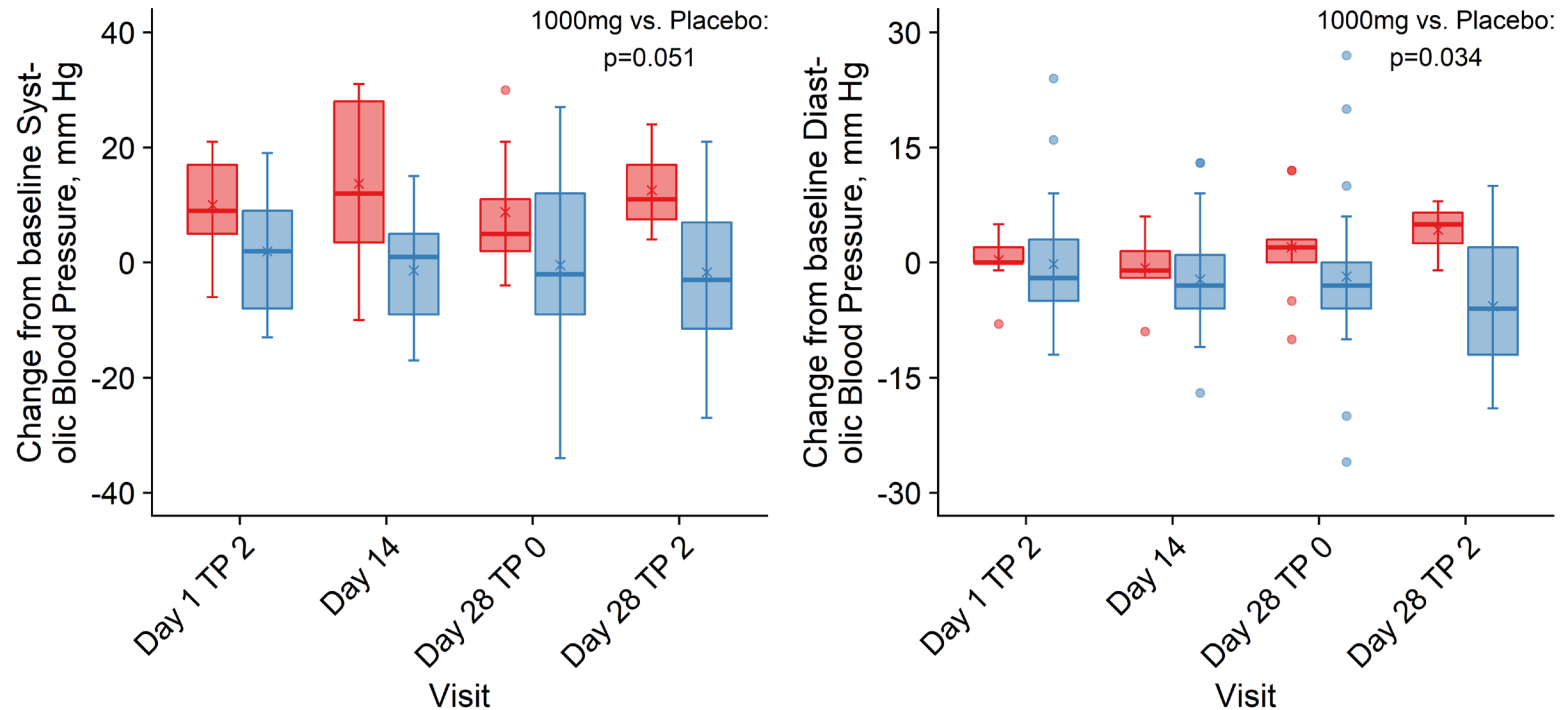 1000mg vs. Placebo:
p=0.051
Change from baseline Syst-
olic Blood Pressure, mm Hg
40
20
0
-20
-40
Day 1 TP 2
Day 14
Day 28 TP 0
Day 28 TP 2
Visit
1000mg vs. Placebo:
p=0.034
Change from baseline Diast-
olic Blood Pressure, mm Hg
30
15
0
-15
-30
Day 1 TP 2
Day 14
Day 28 TP 0
Day 28 TP 2
Visit